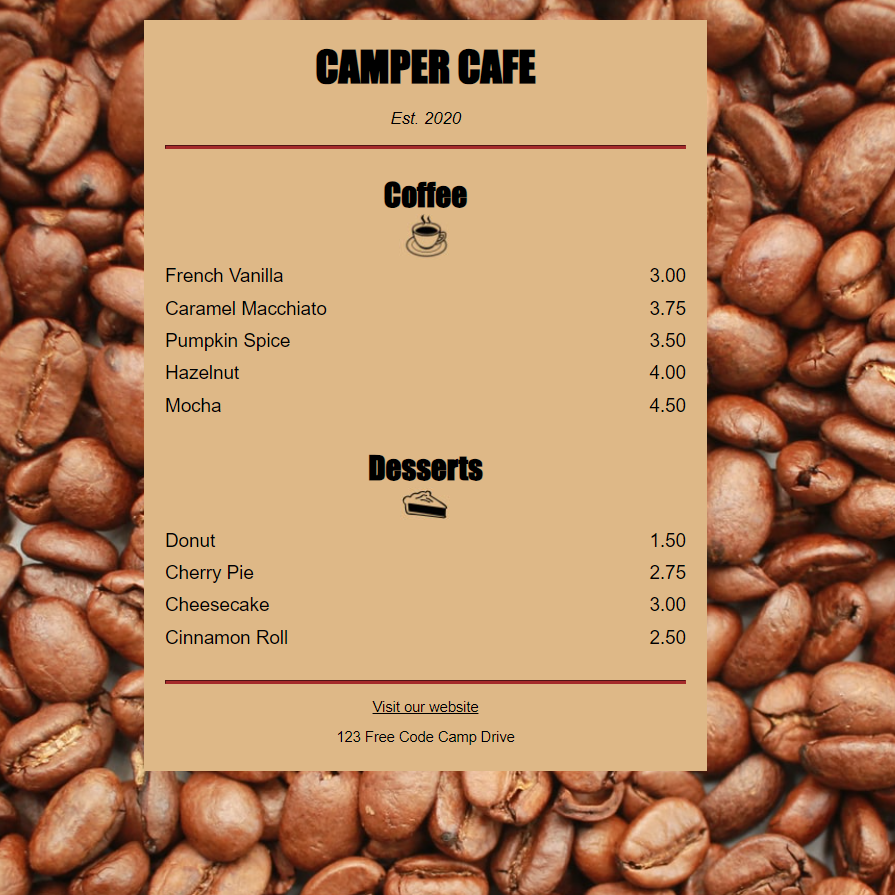 CAMPER CAFE
Est. 2020
Coffee
French Vanilla 3.00
Caramel Macchiato 3.75
Pumpkin Spice 3.50
Hazelnut 4.00
Mocha 4.50
Desserts
Donut 1.50
Cherry Pie 2.75
Cheesecake 3.00
Cinnamon Roll 2.50
Visit our website
123 Free Code Camp Drive